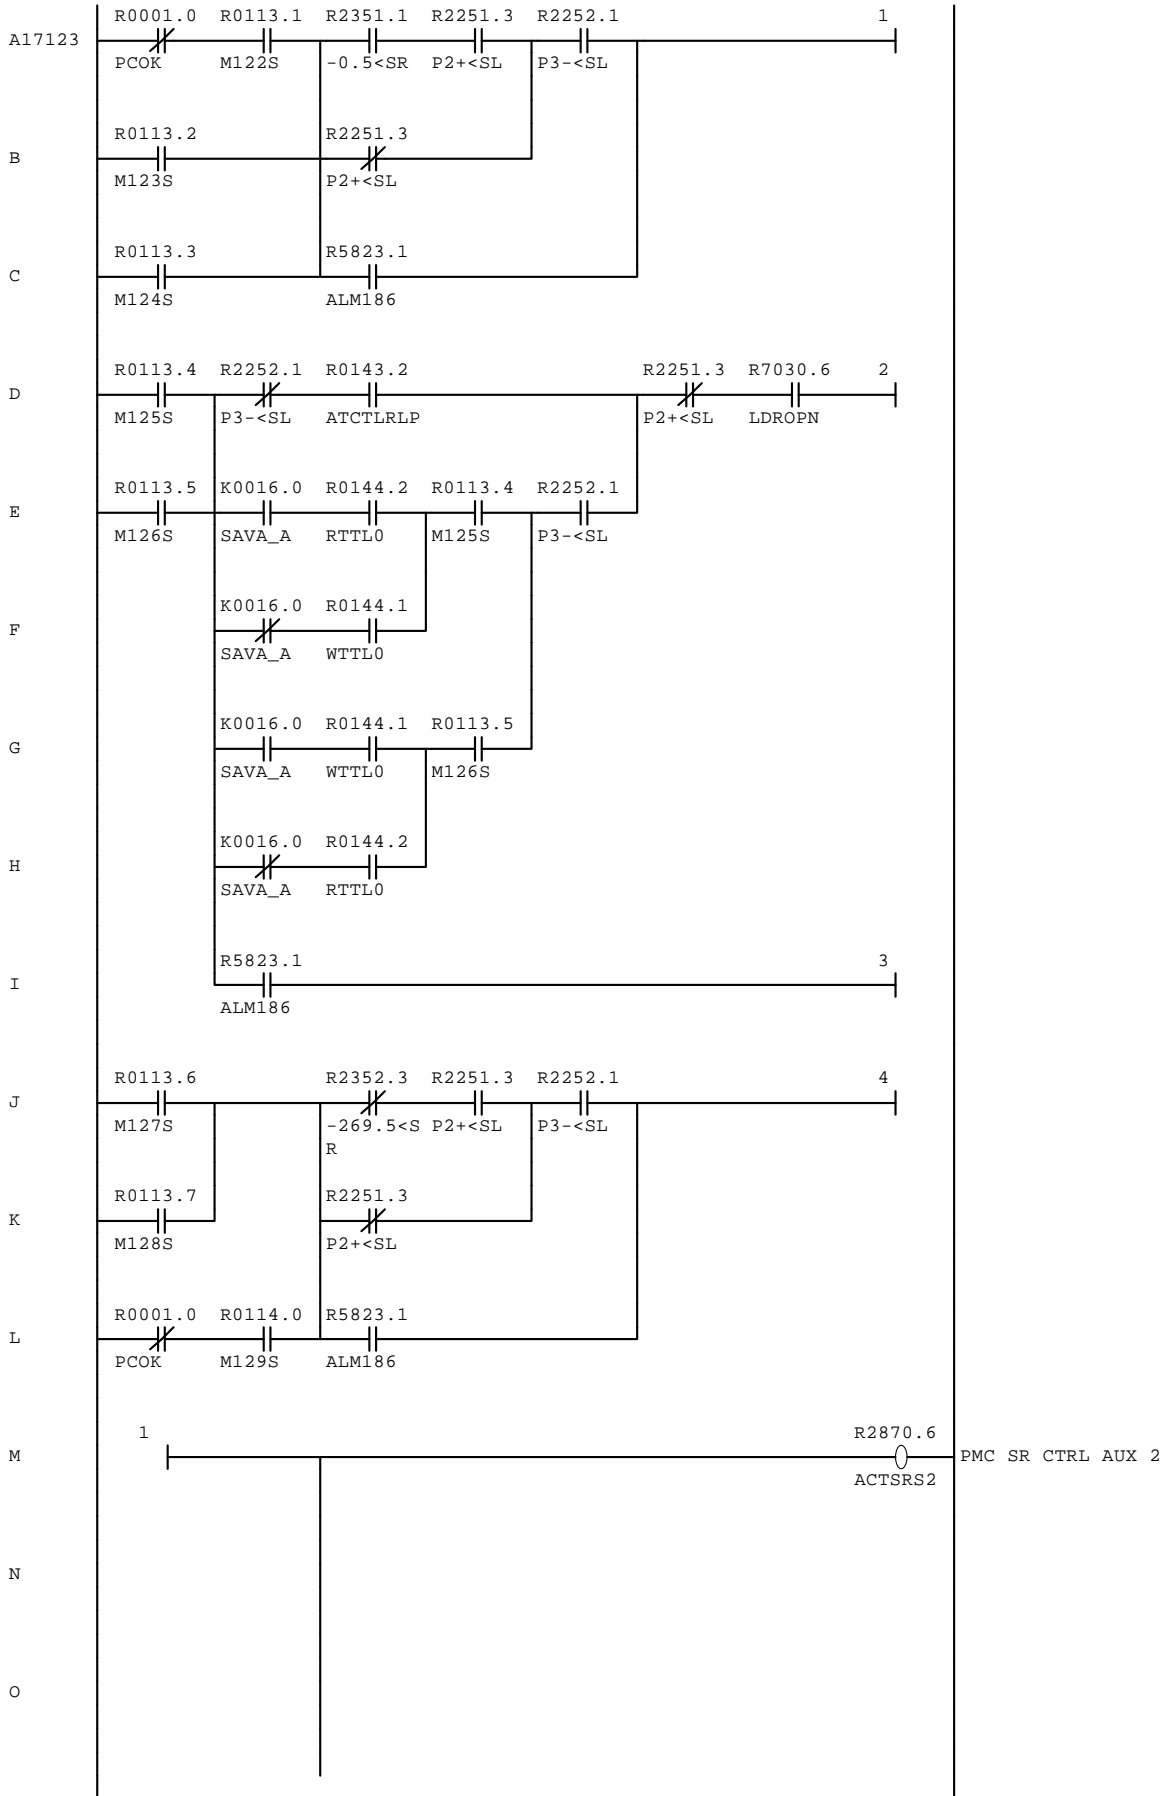 R0001.0 R0113.1 R2351.1 R2251.3 R2252.1 1
A17123
PCOK M122S -0.5<SR P2+<SL P3-<SL
R0113.2 R2251.3
B
M123S P2+<SL
R0113.3 R5823.1
C
M124S ALM186
R0113.4 R2252.1 R0143.2 R2251.3 R7030.6 2
D
M125S P3-<SL ATCTLRLP P2+<SL LDROPN
R0113.5 K0016.0 R0144.2 R0113.4 R2252.1
E
M126S SAVA_A RTTL0 M125S P3-<SL
K0016.0 R0144.1
F
SAVA_A WTTL0
K0016.0 R0144.1 R0113.5
G
SAVA_A WTTL0 M126S
K0016.0 R0144.2
H
SAVA_A RTTL0
R5823.1 3
I
ALM186
R0113.6 R2352.3 R2251.3 R2252.1 4
J
M127S -269.5<S P2+<SL P3-<SL
R
R0113.7 R2251.3
K
M128S P2+<SL
R0001.0 R0114.0 R5823.1
L
PCOK M129S ALM186
1 R2870.6
M PMC SR CTRL AUX 2
ACTSRS2
N
O